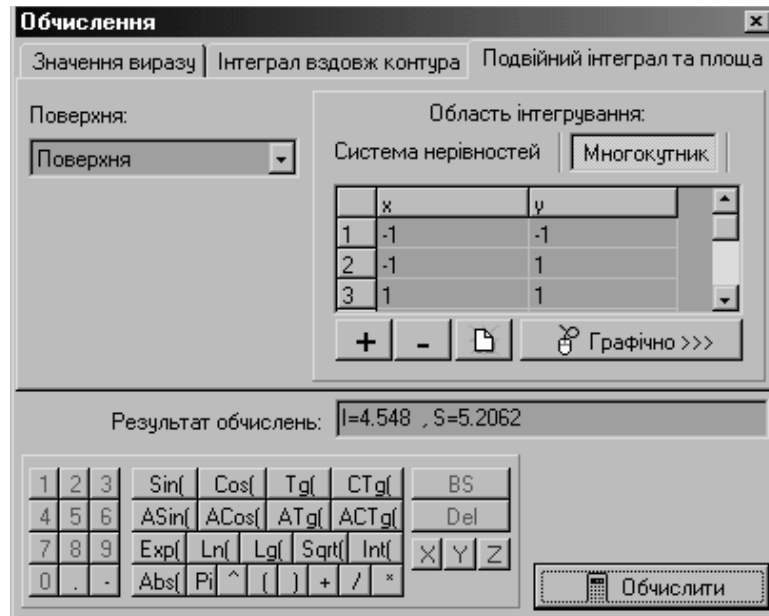 Обчислення
Значення виразу Інтеграл вздовж контура Подвійний інтеграл та площа
Поверхня:
Поверхня
Область інтегрування:
Система нерівностей Многокутник
x y
1 -1 -1
2 -1 1
3 1 1
+ - Графічно >>>
Результат обчислень: I=4.548 , S=5.2062
1 2 3 Sin( Cos( Tg( CTg( BS
4 5 6 ASin( ACos( ATg( ACTg( Del
7 8 9 Exp( Ln( Lg( Sqrt( Int( X Y Z
0 . - Abs( Pi ^ ( ) + / *
Обчислити